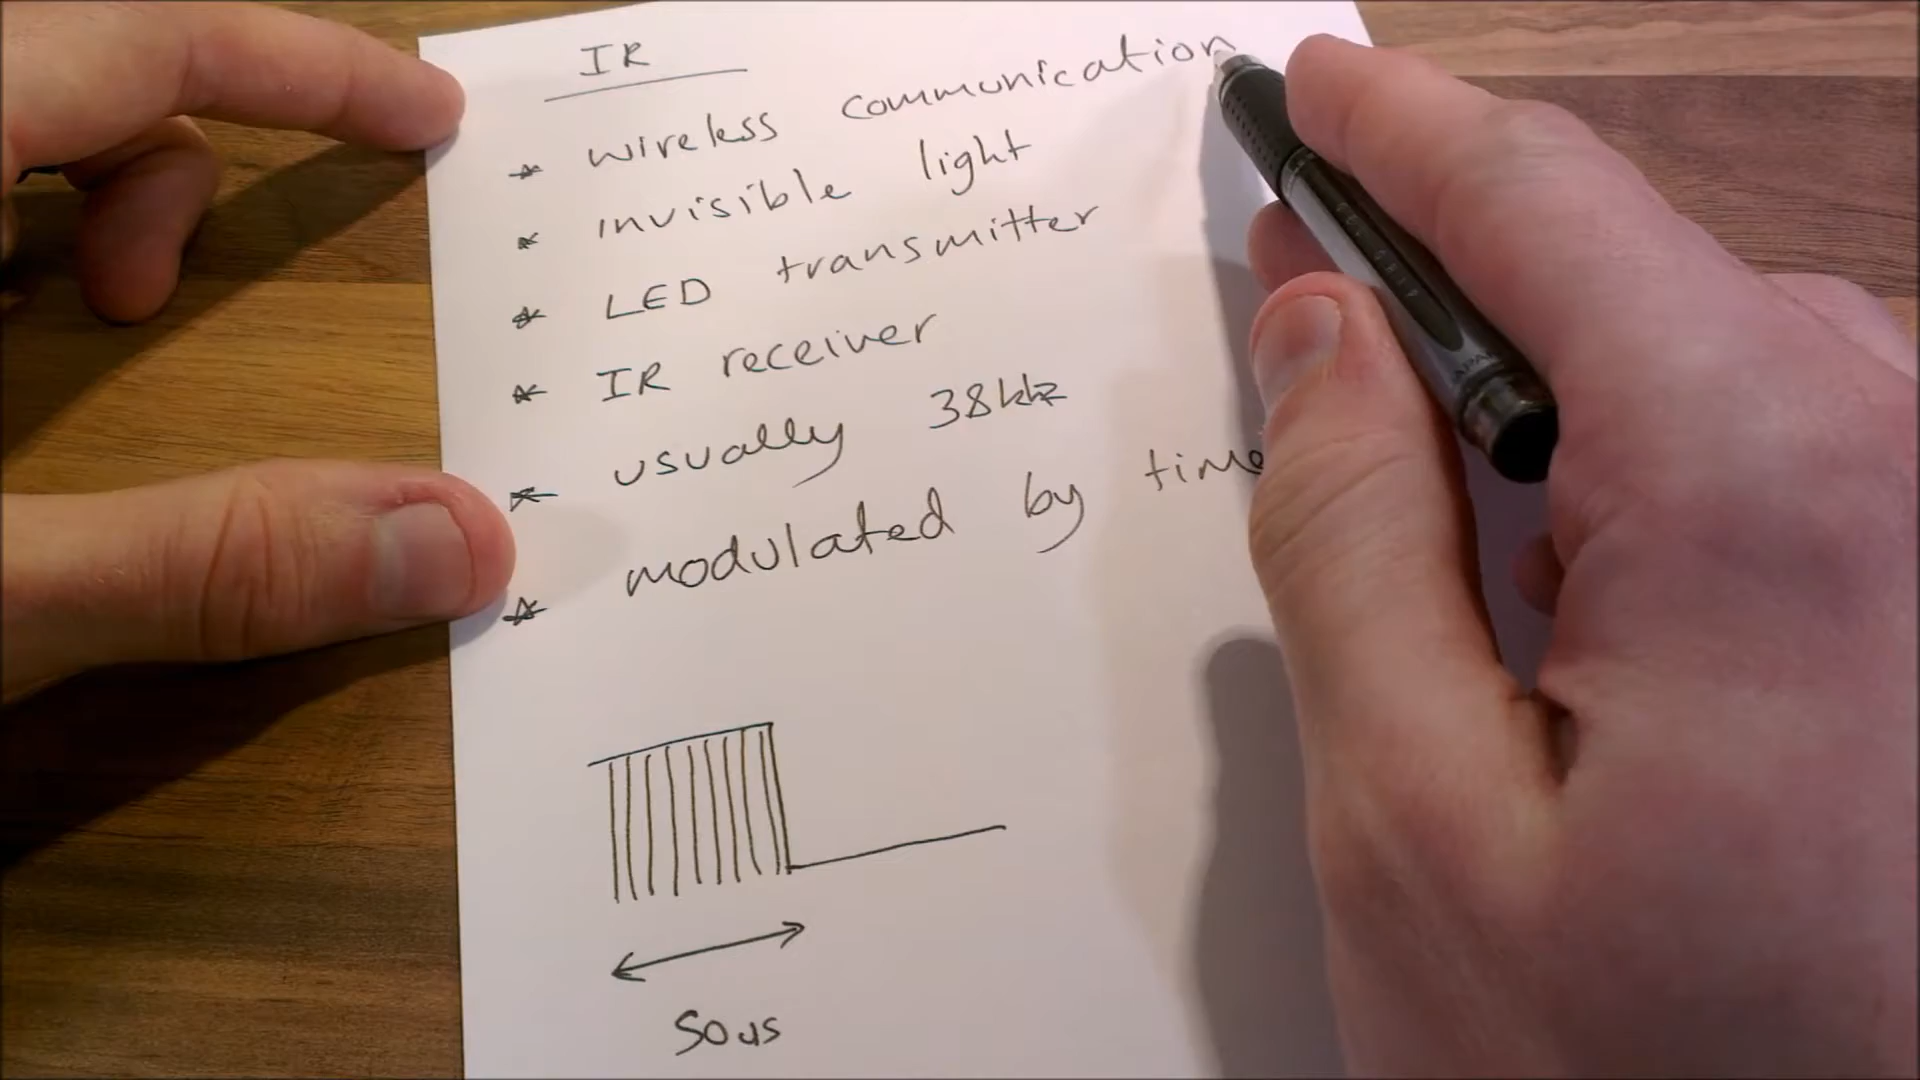 IR
* wireless communication
* invisible light
* LED transmitter
* IR receiver
* usually 38khz
* modulated by time
50us